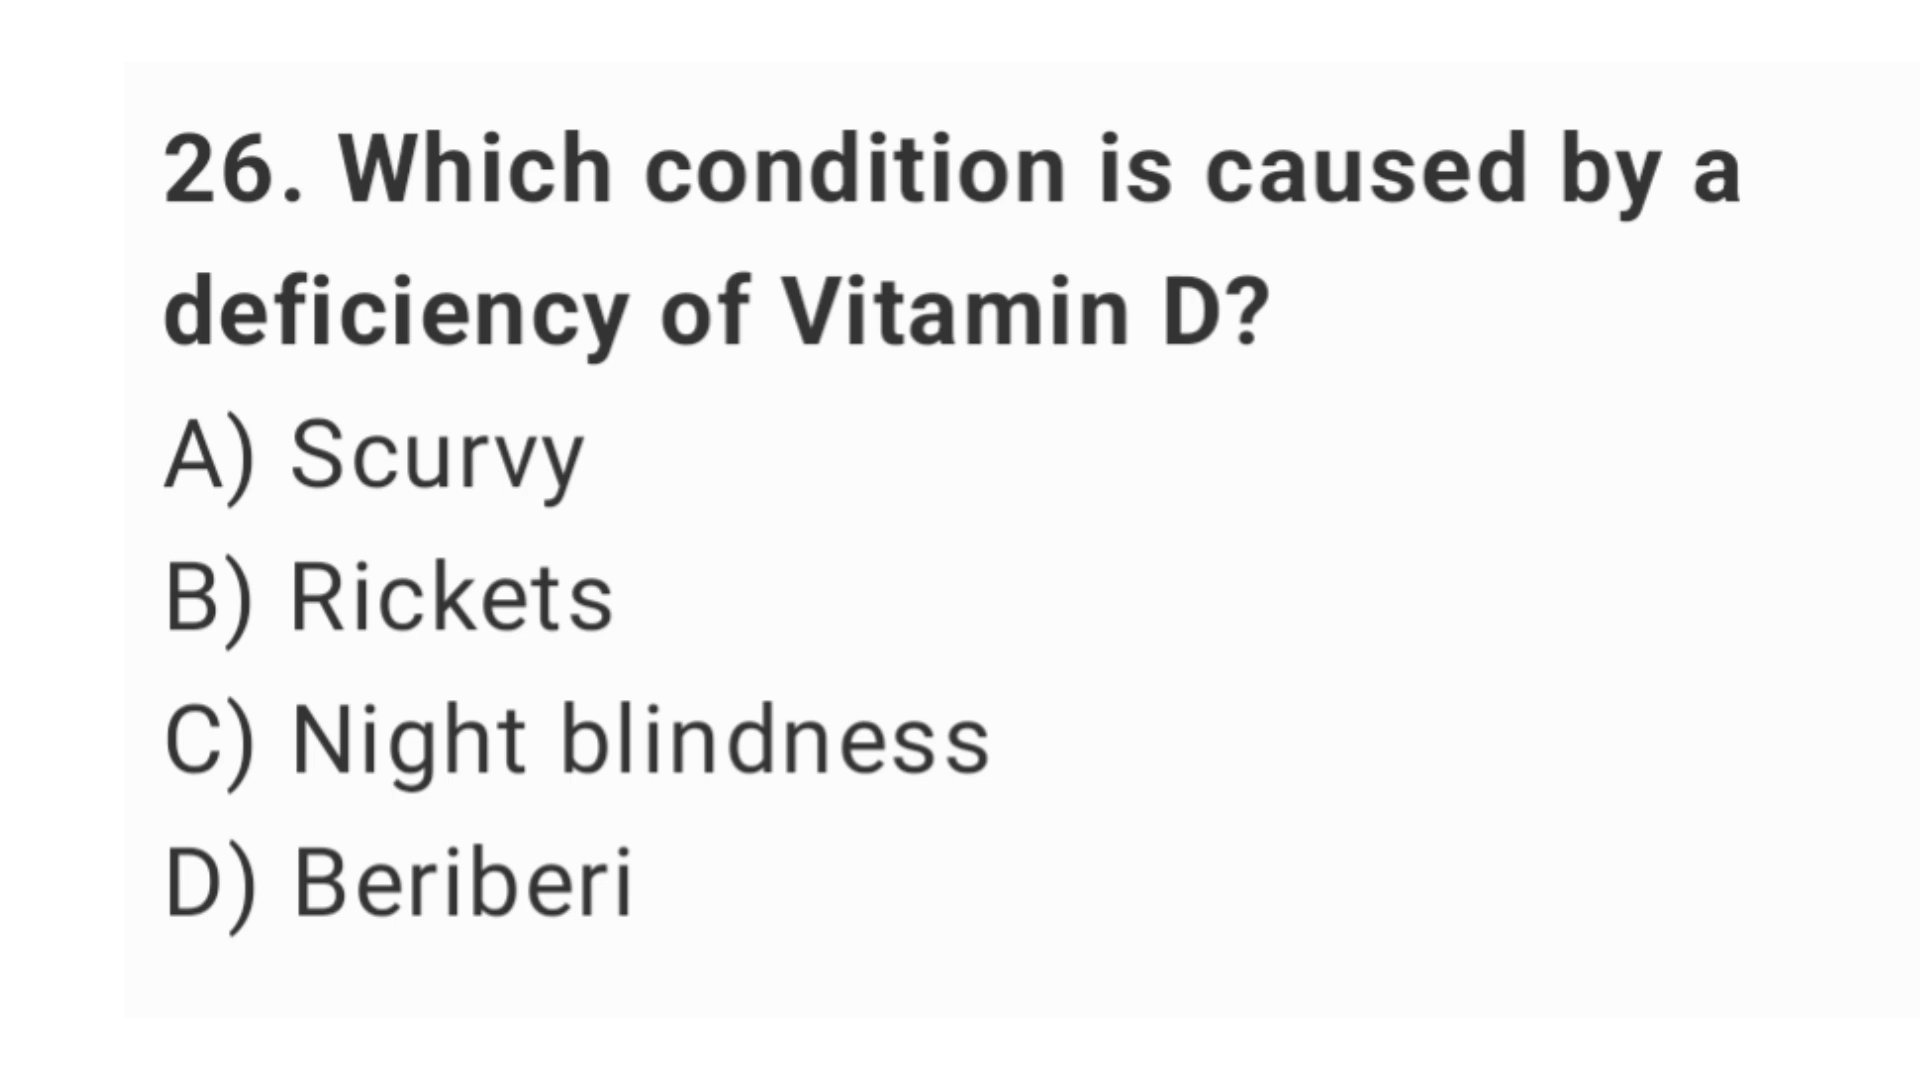 26. Which condition is caused by a
deficiency of Vitamin D?
A) Scurvy
B) Rickets
C) Night blindness
D) Beriberi